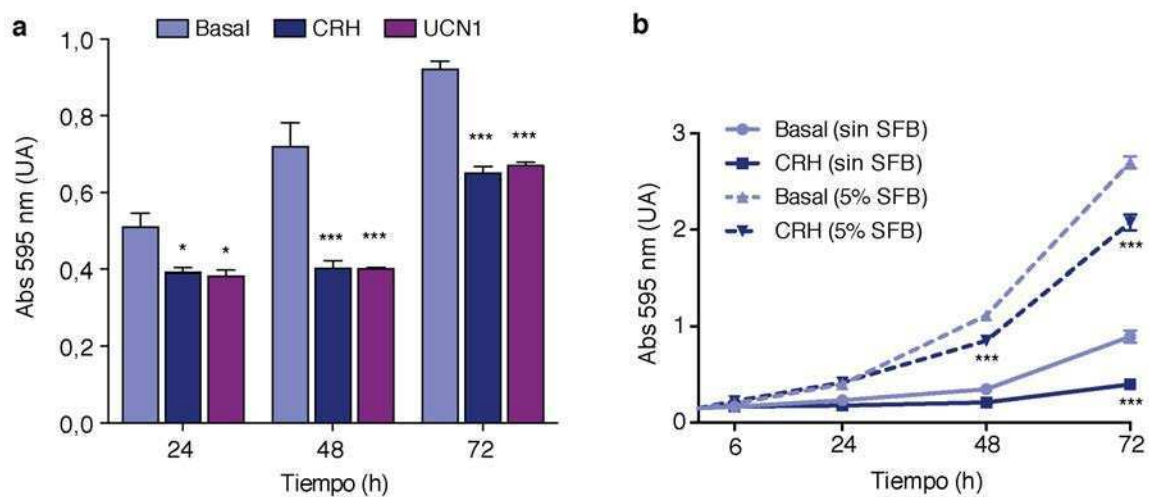 a
Basal CRH UCN1
1,0
0,8
0,6
0,4
0,2
0,0
Abs 595 nm (UA)
* *
*** ***
*** ***
24 48 72
Tiempo (h)
b
Basal (sin SFB)
CRH (sin SFB)
Basal (5% SFB)
CRH (5% SFB)
3
2
1
0
Abs 595 nm (UA)
***
***
***
6 24 48 72
Tiempo (h)